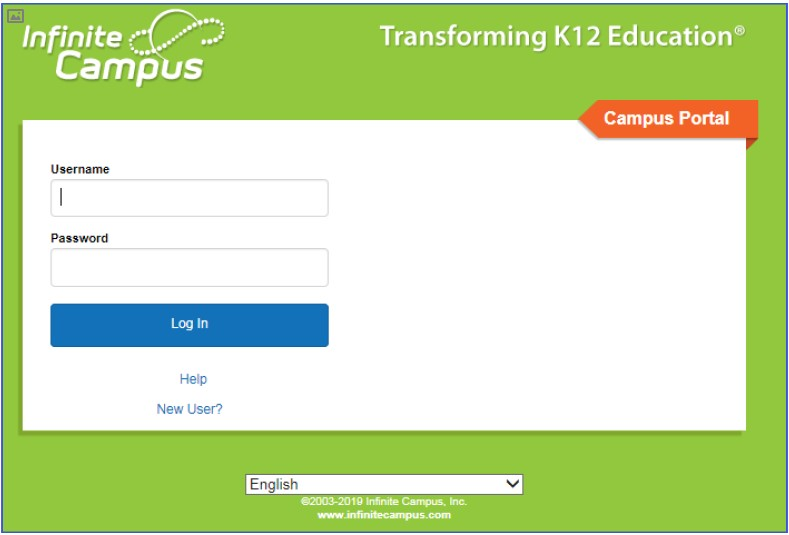 Infinite
Campus
Transforming K12 Education®
Campus Portal
Username
Password
Log In
Help
New User?
English
©2003-2019 Infinite Campus, Inc.
www.infinitecampus.com